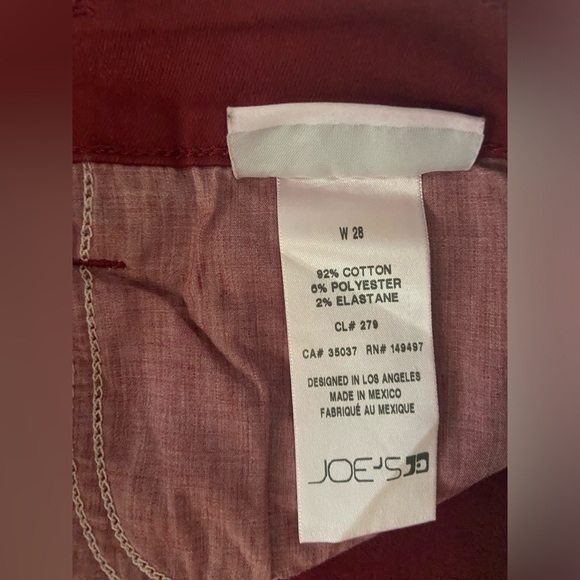 W 28
92% COTTON
6% POLYESTER
2% ELASTANE
CL# 279
CA# 35037 RN# 149497
DESIGNED IN LOS ANGELES
MADE IN MEXICO
FABRIQUÉ AU MEXIQUE
JOE'S